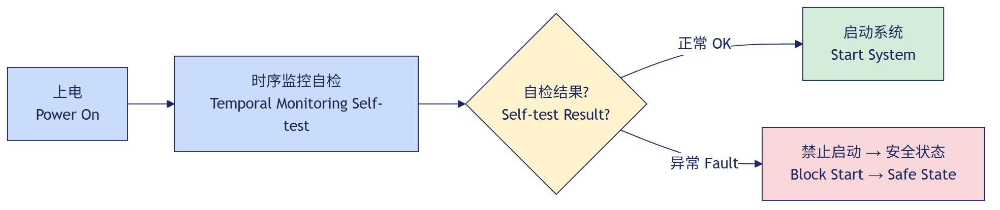 上电
Power On
时序监控自检
Temporal Monitoring Self-
test
自检结果?
Self-test Result?
正常 OK
启动系统
Start System
异常 Fault
禁止启动 → 安全状态
Block Start → Safe State